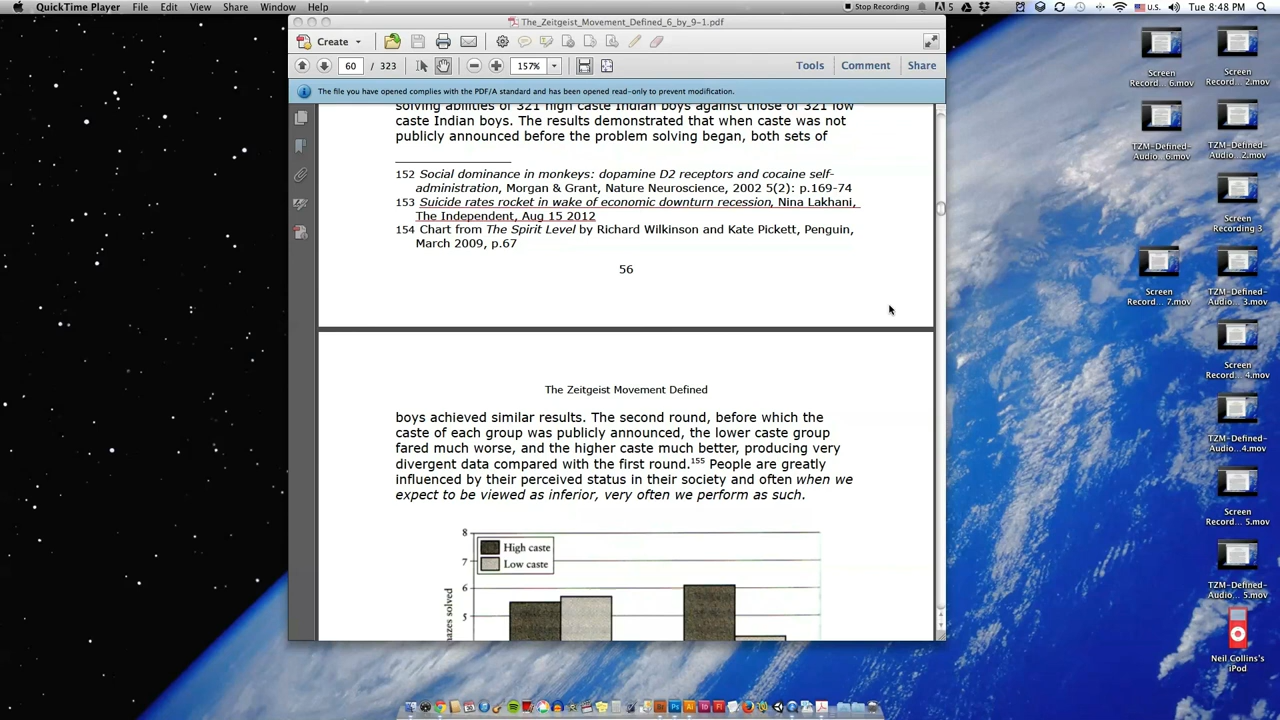 QuickTime Player File Edit View Share Window Help
Stop Recording 5 U.S. Tue 8:48 PM
The_Zeitgeist_Movement_Defined_6_by_9-1.pdf
Create
60 / 323 157% Tools Comment Share
The file you have opened complies with the PDF/A standard and has been opened read-only to prevent modification.
solving abilities of 321 high caste Indian boys against those of 321 low
caste Indian boys. The results demonstrated that when caste was not
publicly announced before the problem solving began, both sets of
152 Social dominance in monkeys: dopamine D2 receptors and cocaine self-
administration, Morgan & Grant, Nature Neuroscience, 2002 5(2): p.169-74
153 Suicide rates rocket in wake of economic downturn recession, Nina Lakhani,
The Independent, Aug 15 2012
154 Chart from The Spirit Level by Richard Wilkinson and Kate Pickett, Penguin,
March 2009, p.67
56
The Zeitgeist Movement Defined
boys achieved similar results. The second round, before which the
caste of each group was publicly announced, the lower caste group
fared much worse, and the higher caste much better, producing very
divergent data compared with the first round.155 People are greatly
influenced by their perceived status in their society and often when we
expect to be viewed as inferior, very often we perform as such.
8
High caste
7
Low caste
6
5
azes solved
Screen
Record... 6.mov
Screen
Record... 2.mov
TZM-Defined-
Audio...6.mov
TZM-Defined-
Audio...2.mov
Screen
Recording 3
Screen
Record... 7.mov
TZM-Defined-
Audio...3.mov
Screen
Record... 4.mov
TZM-Defined-
Audio...4.mov
Screen
Record... 5.mov
TZM-Defined-
Audio... 5.mov
Neil Collins's
iPod